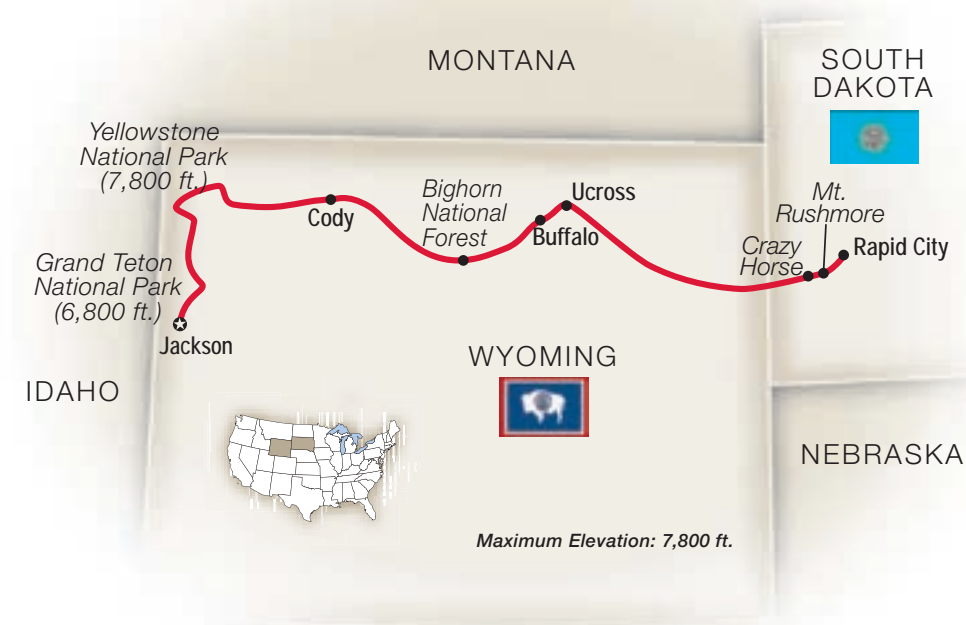 MONTANA
SOUTH
DAKOTA
Yellowstone
National Park
(7,800 ft.)
Cody
Bighorn
National
Forest
Ucross
Buffalo
Mt.
Rushmore
Crazy
Horse
Rapid City
Grand Teton
National Park
(6,800 ft.)
Jackson
WYOMING
IDAHO
NEBRASKA
Maximum Elevation: 7,800 ft.